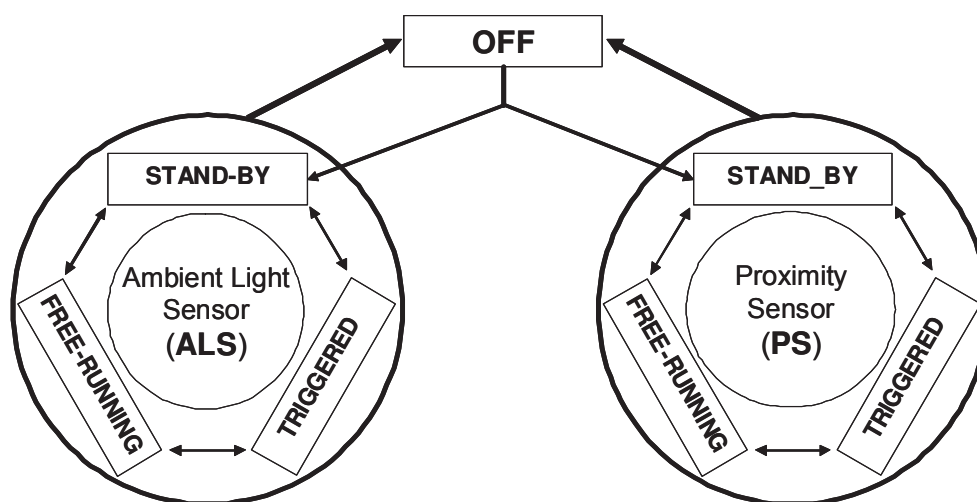 OFF
STAND-BY
Ambient Light
Sensor
(ALS)
FREE-RUNNING
TRIGGERED
STAND_BY
Proximity
Sensor
(PS)
FREE-RUNNING
TRIGGERED